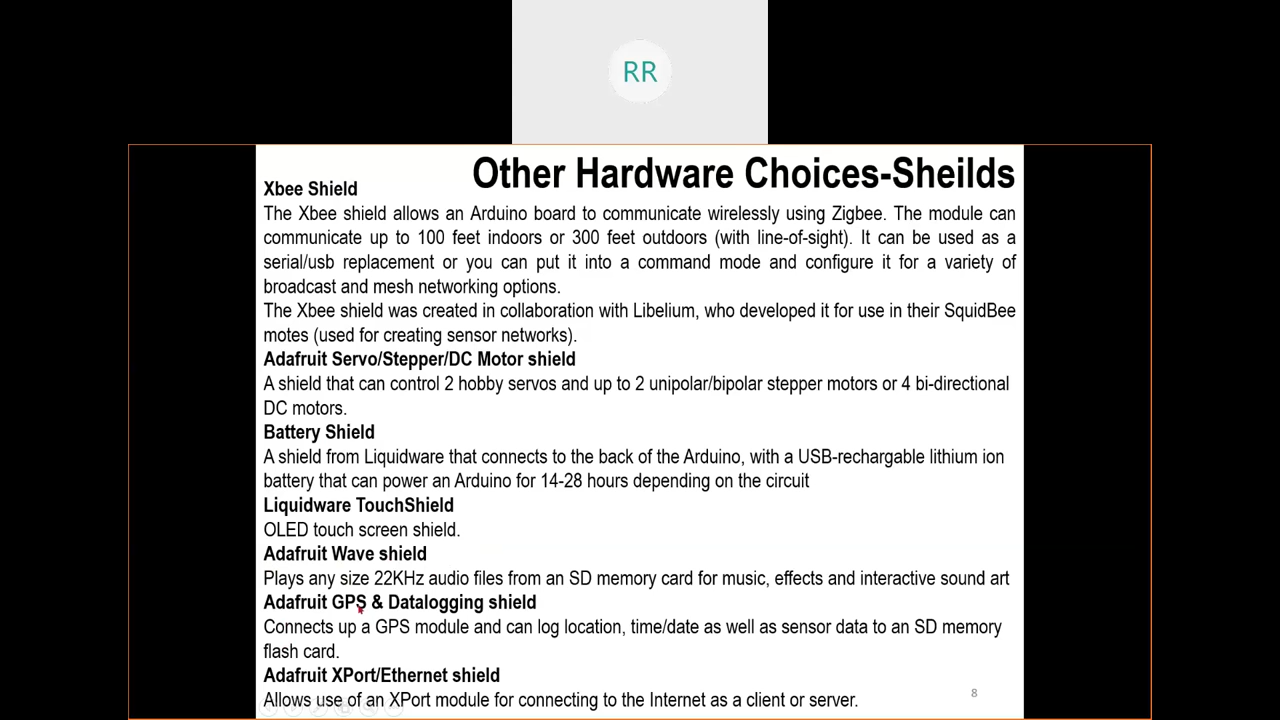 RR
Other Hardware Choices-Sheilds
Xbee Shield
The Xbee shield allows an Arduino board to communicate wirelessly using Zigbee. The module can
communicate up to 100 feet indoors or 300 feet outdoors (with line-of-sight). It can be used as a
serial/usb replacement or you can put it into a command mode and configure it for a variety of
broadcast and mesh networking options.
The Xbee shield was created in collaboration with Libelium, who developed it for use in their SquidBee
motes (used for creating sensor networks).
Adafruit Servo/Stepper/DC Motor shield
A shield that can control 2 hobby servos and up to 2 unipolar/bipolar stepper motors or 4 bi-directional
DC motors.
Battery Shield
A shield from Liquidware that connects to the back of the Arduino, with a USB-rechargable lithium ion
battery that can power an Arduino for 14-28 hours depending on the circuit
Liquidware TouchShield
OLED touch screen shield.
Adafruit Wave shield
Plays any size 22KHz audio files from an SD memory card for music, effects and interactive sound art
Adafruit GPS & Datalogging shield
Connects up a GPS module and can log location, time/date as well as sensor data to an SD memory
flash card.
Adafruit XPort/Ethernet shield
Allows use of an XPort module for connecting to the Internet as a client or server.
8